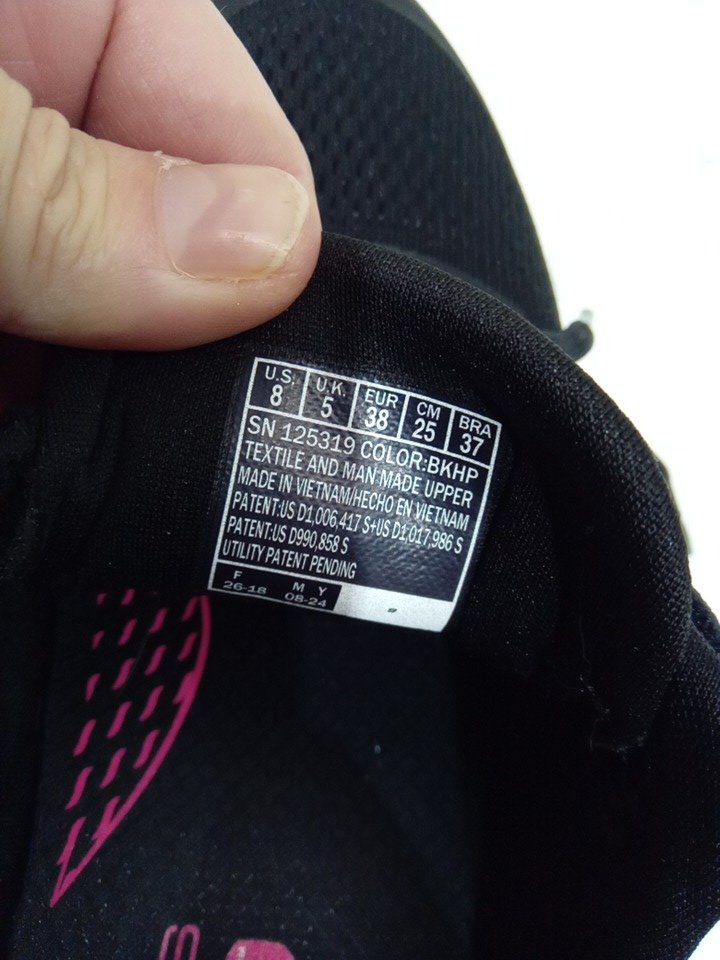 U.S. U.K. EUR CM BRA
8 5 38 25 37
SN 125319 COLOR:BKHP
TEXTILE AND MAN MADE UPPER
MADE IN VIETNAM/HECHO EN VIETNAM
PATENT:US D1,006,417 S+US D1,017,986 S
PATENT:US D990,858 S
UTILITY PATENT PENDING
F M Y
26-18 08-24